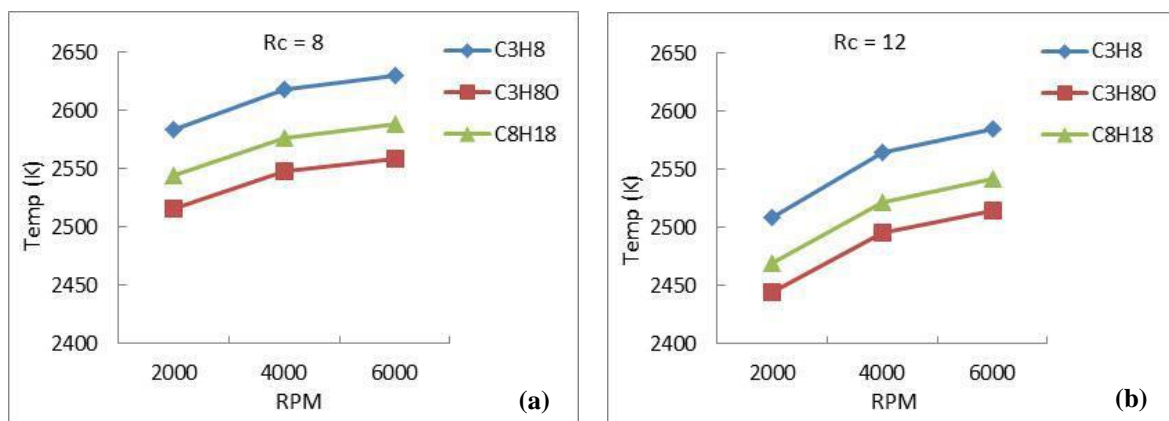 Rc = 8
2650
2600
2550
2500
2450
2400
Temp (K)
2000 4000 6000
RPM
C3H8
C3H8O
C8H18
(a)
Rc = 12
2650
2600
2550
2500
2450
2400
Temp (K)
2000 4000 6000
RPM
C3H8
C3H8O
C8H18
(b)